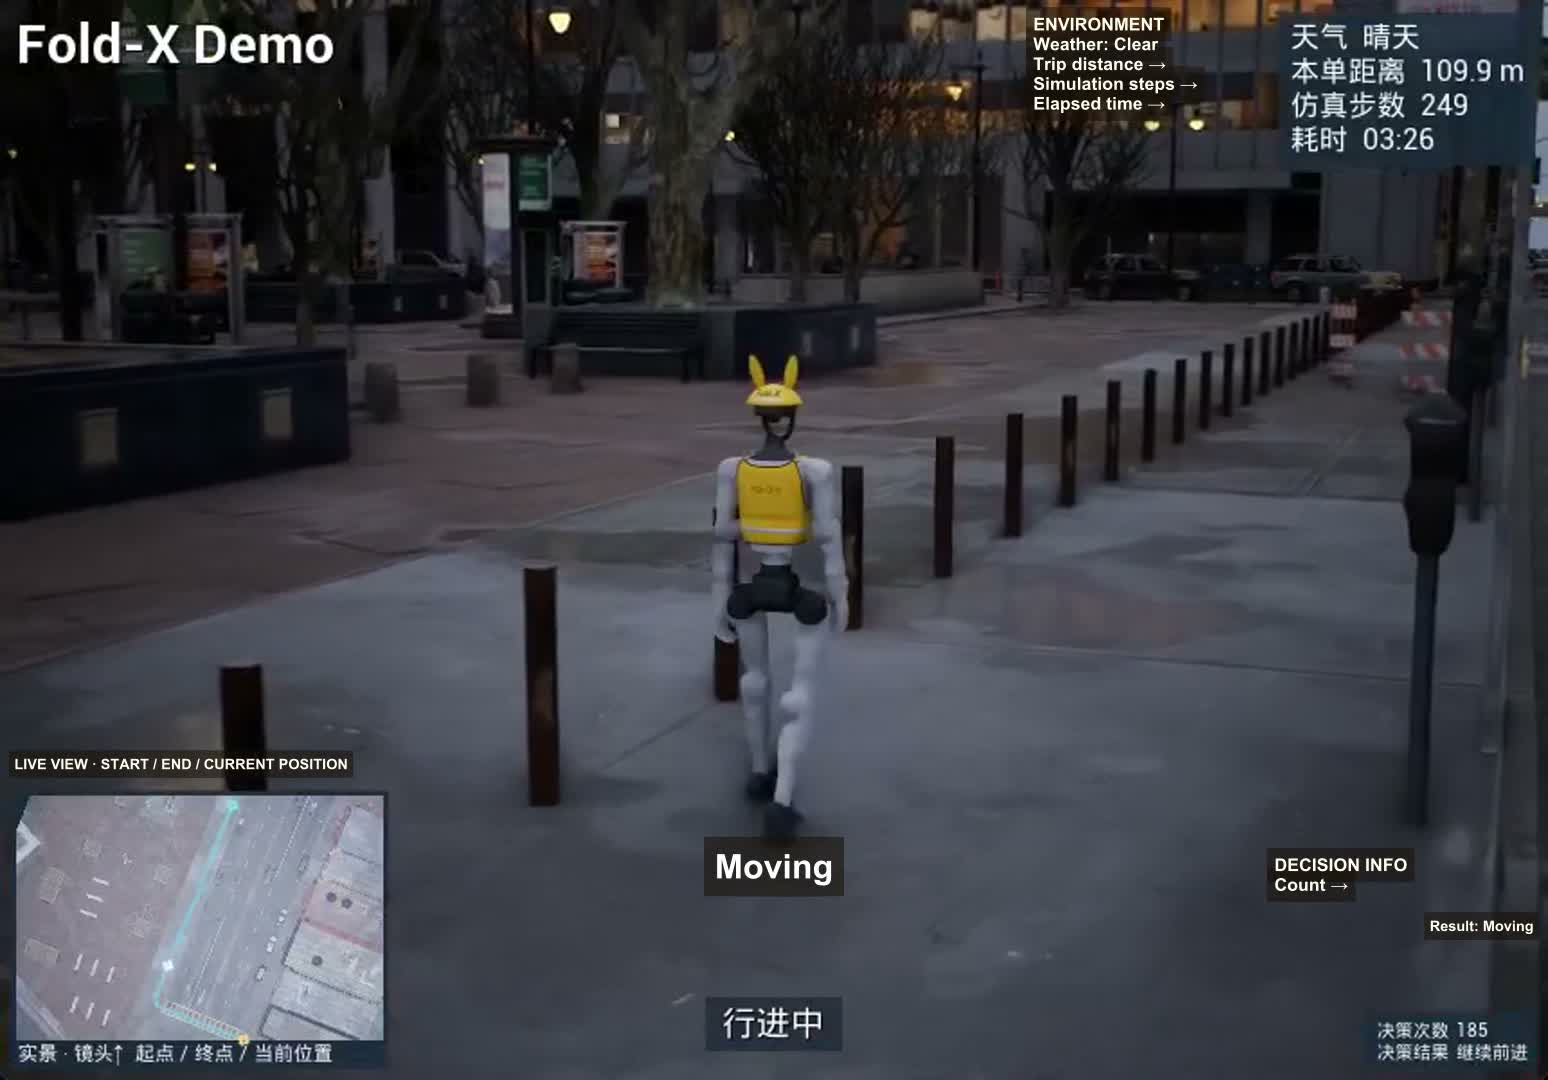 Fold-X Demo
ENVIRONMENT
Weather: Clear
Trip distance →
Simulation steps →
Elapsed time →
天气 晴天
本单距离 109.9 m
仿真步数 249
耗时 03:26
LIVE VIEW · START / END / CURRENT POSITION
实景 · 镜头↑ 起点 / 终点 / 当前位置
Moving
行进中
DECISION INFO
Count →
Result: Moving
决策次数 185
决策结果 继续前进